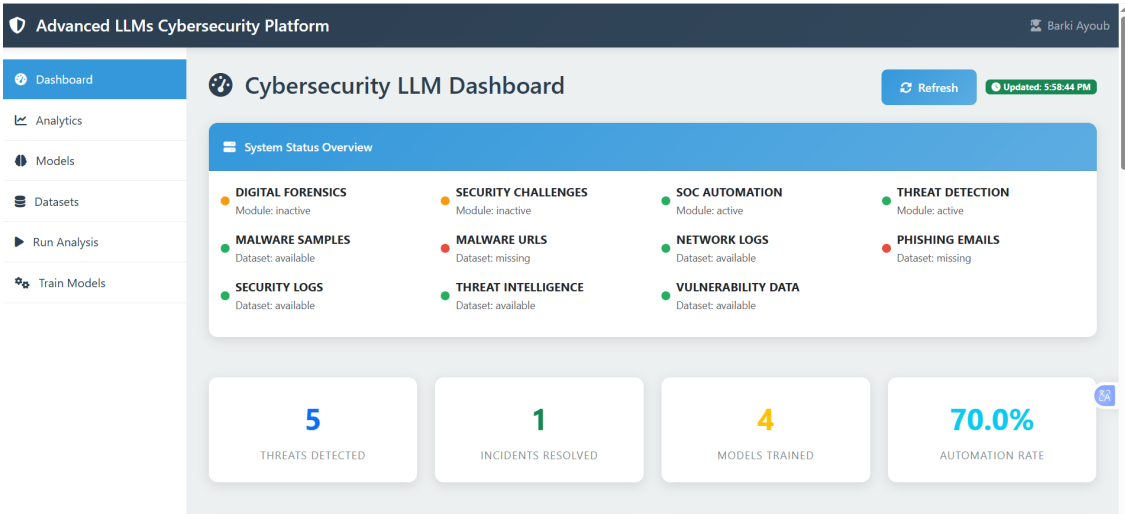 Advanced LLMs Cybersecurity Platform
Barki Ayoub
Dashboard
Analytics
Models
Datasets
Run Analysis
Train Models
Cybersecurity LLM Dashboard
Refresh
Updated: 5:58:44 PM
System Status Overview
DIGITAL FORENSICS
Module: inactive
SECURITY CHALLENGES
Module: inactive
SOC AUTOMATION
Module: active
THREAT DETECTION
Module: active
MALWARE SAMPLES
Dataset: available
MALWARE URLS
Dataset: missing
NETWORK LOGS
Dataset: available
PHISHING EMAILS
Dataset: missing
SECURITY LOGS
Dataset: available
THREAT INTELLIGENCE
Dataset: available
VULNERABILITY DATA
Dataset: available
5
THREATS DETECTED
1
INCIDENTS RESOLVED
4
MODELS TRAINED
70.0%
AUTOMATION RATE